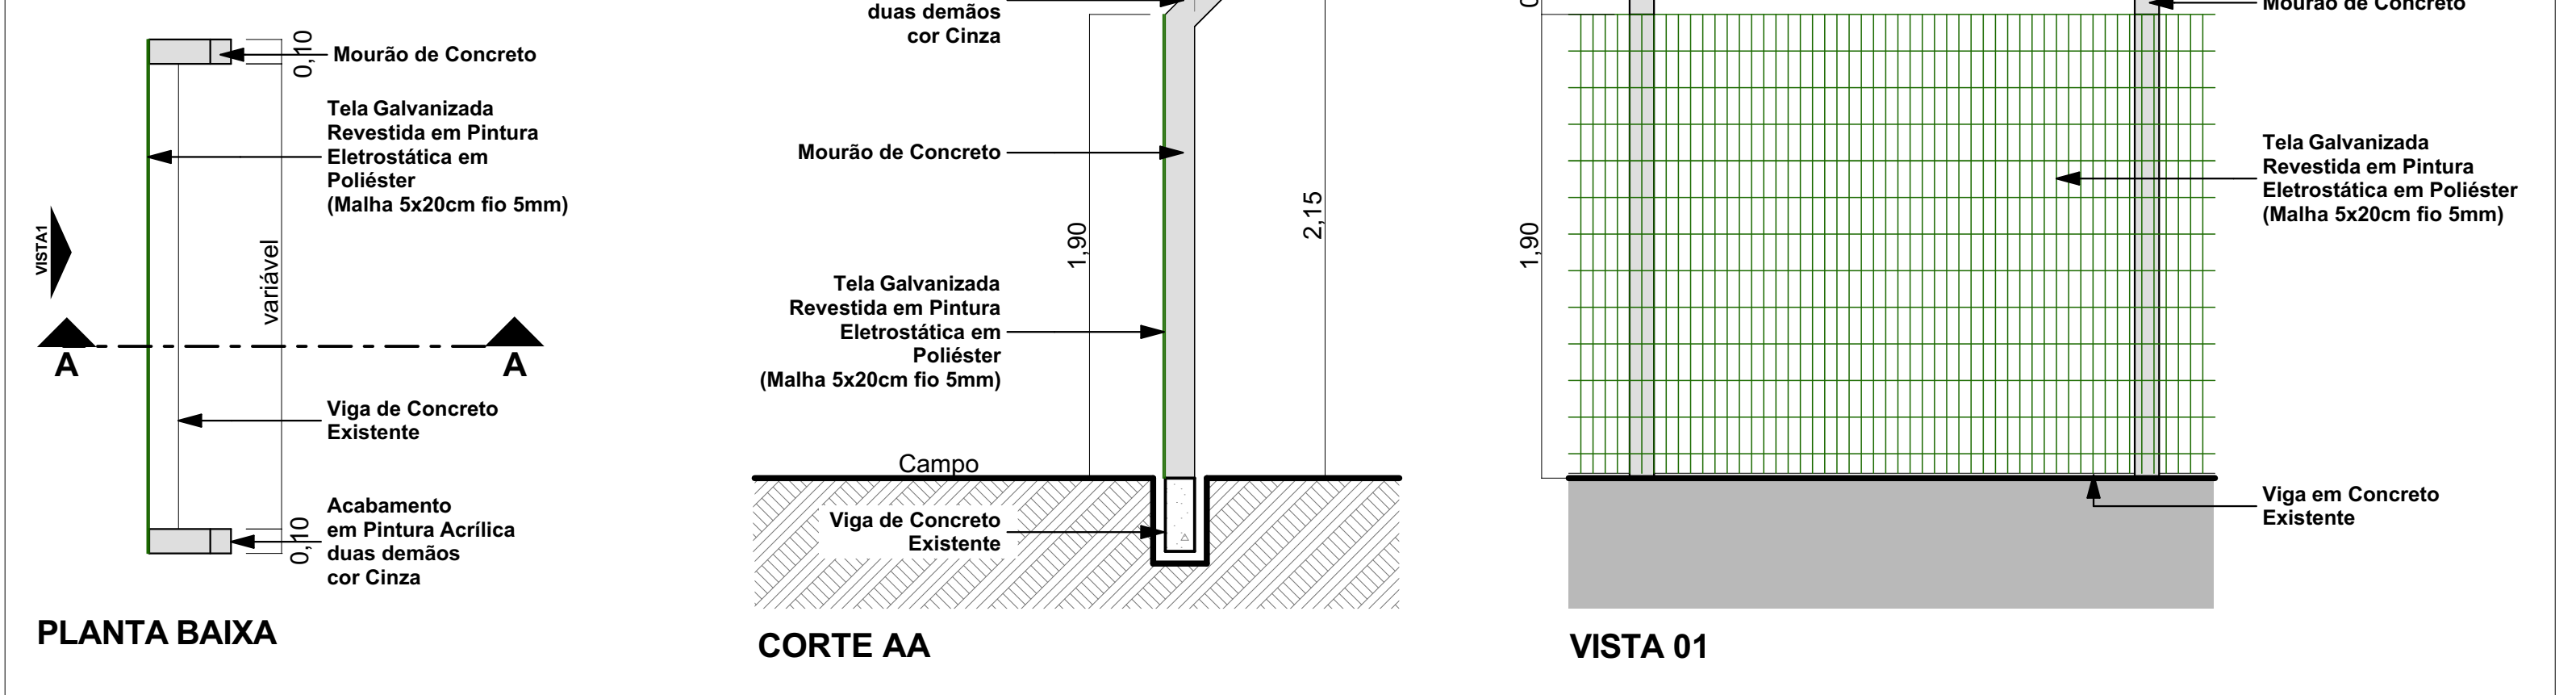 0,10
Mourão de Concreto
Tela Galvanizada
Revestida em Pintura
Eletrostática em
Poliéster
(Malha 5x20cm fio 5mm)
VISTA1
variável
A
A
Viga de Concreto
Existente
0,10
Acabamento
em Pintura Acrílica
duas demãos
cor Cinza
PLANTA BAIXA
duas demãos
cor Cinza
Mourão de Concreto
1,90
2,15
Tela Galvanizada
Revestida em Pintura
Eletrostática em
Poliéster
(Malha 5x20cm fio 5mm)
Campo
Viga de Concreto
Existente
CORTE AA
Mourão de Concreto
1,90
Tela Galvanizada
Revestida em Pintura
Eletrostática em Poliéster
(Malha 5x20cm fio 5mm)
Viga em Concreto
Existente
VISTA 01